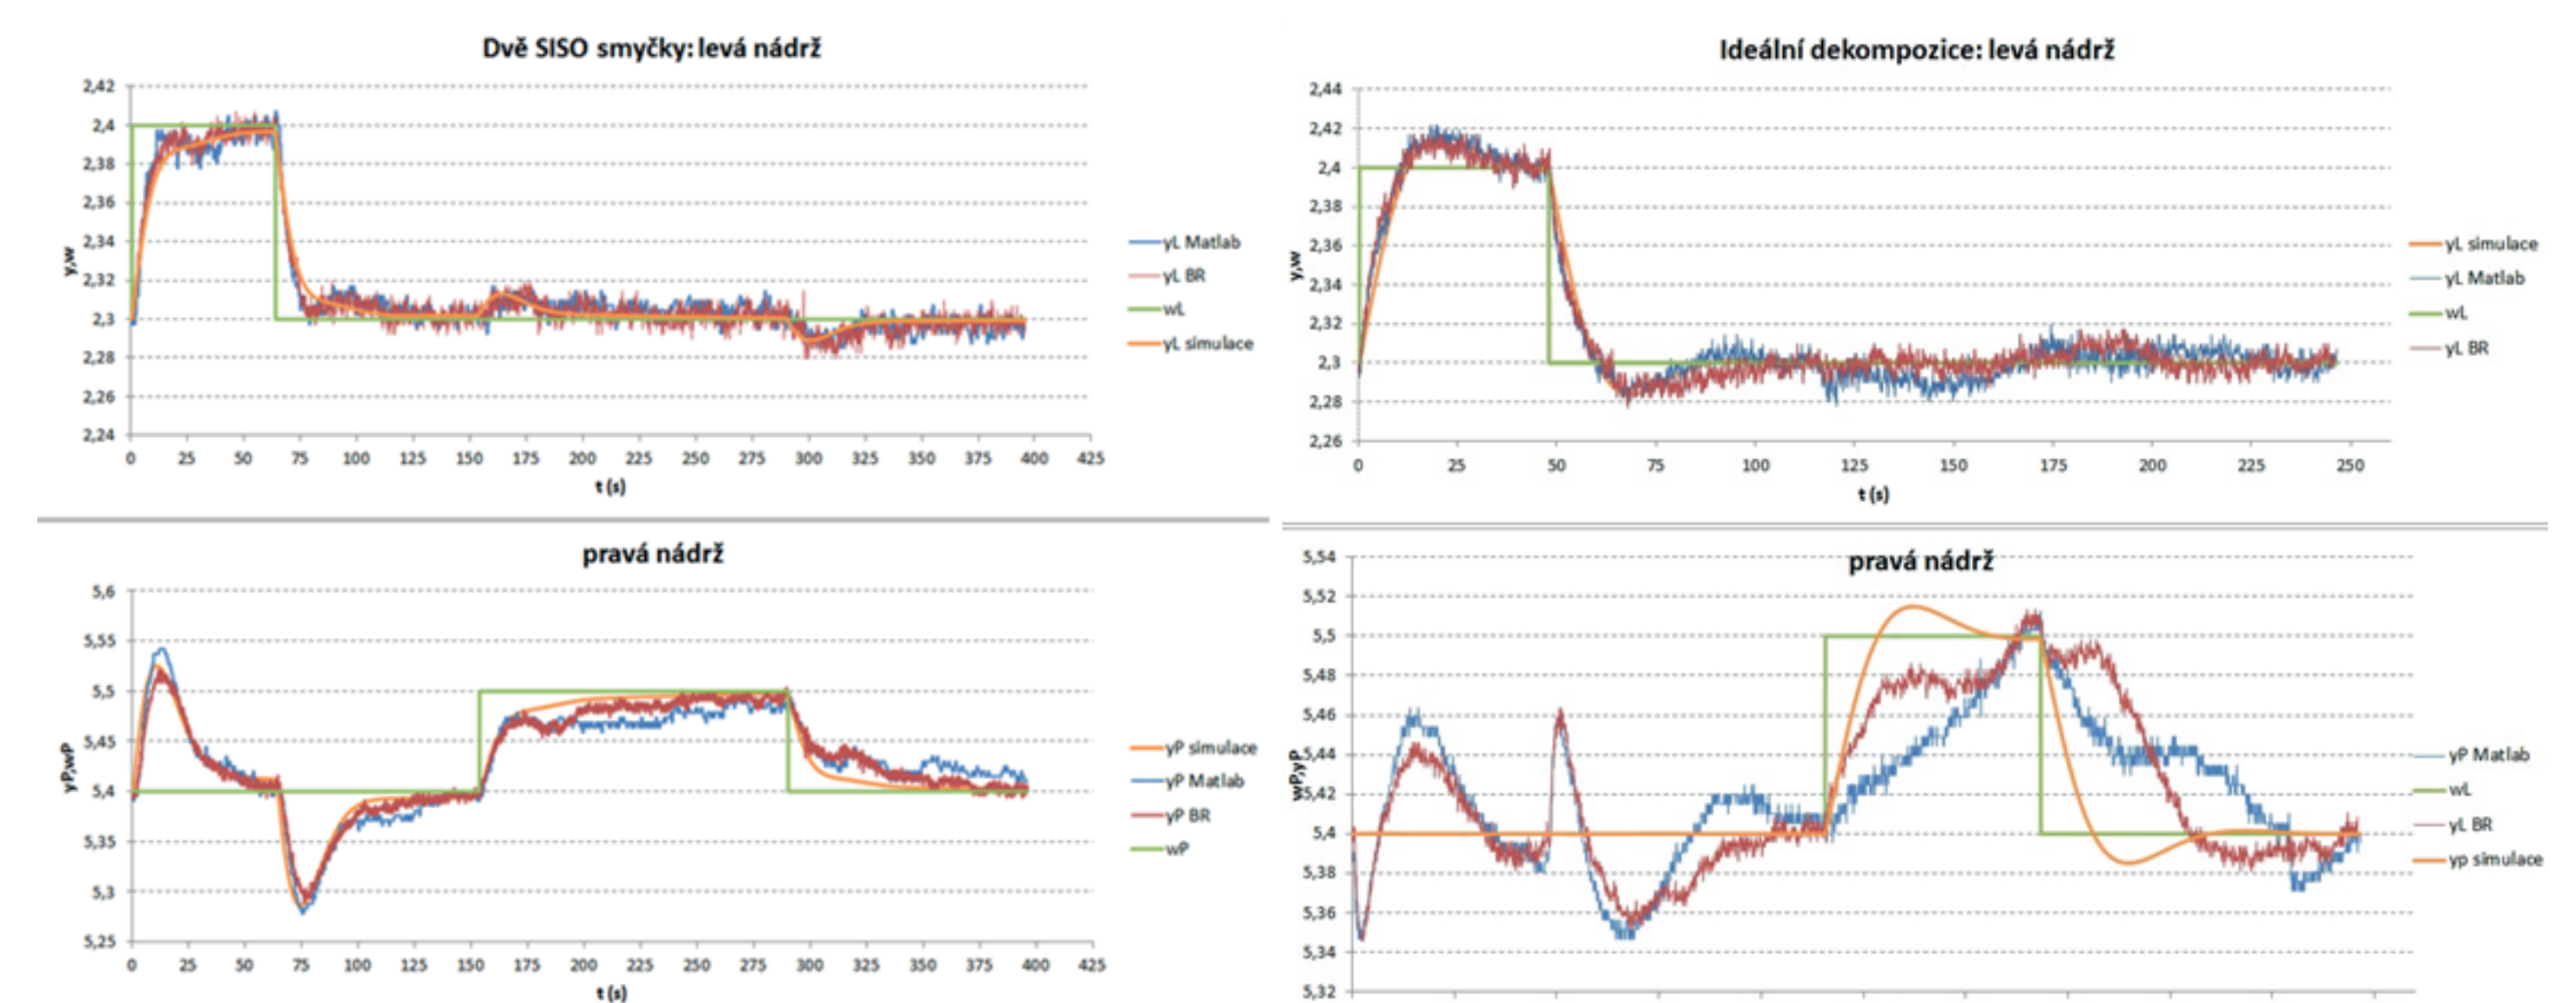 Dvě SISO smyčky: levá nádrž
2,42
2,4
2,38
2,36
2,34
2,32
2,3
2,28
2,26
2,24
y,w
0 25 50 75 100 125 150 175 200 225 250 275 300 325 350 375 400 425
t (s)
yL Matlab
yL BR
wL
yL simulace
Ideální dekompozice: levá nádrž
2,44
2,42
2,4
2,38
2,36
2,34
2,32
2,3
2,28
2,26
y,w
0 25 50 75 100 125 150 175 200 225 250
t (s)
yL simulace
yL Matlab
wL
yL BR
pravá nádrž
5,6
5,55
5,5
5,45
5,4
5,35
5,3
5,25
yP,wP
0 25 50 75 100 125 150 175 200 225 250 275 300 325 350 375 400 425
t (s)
yP simulace
yP Matlab
yP BR
wP
pravá nádrž
5,54
5,52
5,5
5,48
5,46
5,44
5,42
5,4
5,38
5,36
5,34
5,32
wP,yP
yP Matlab
wL
yL BR
yp simulace